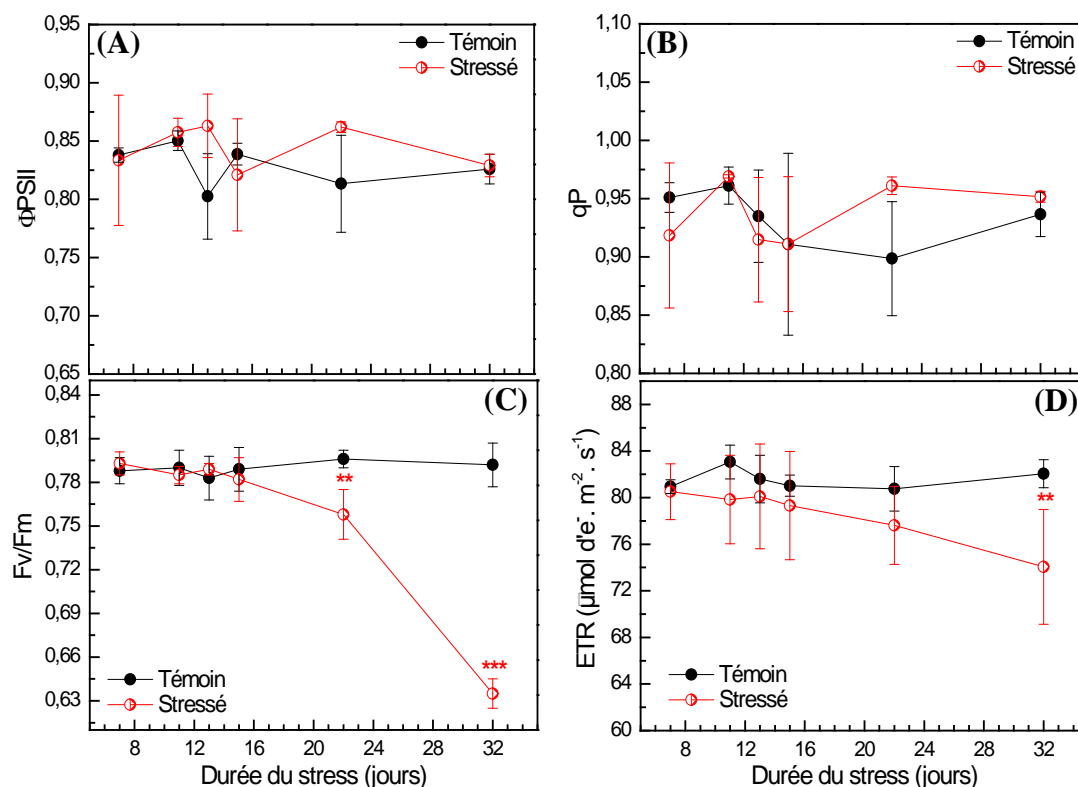 (A)
Témoin
Stressé
0,95
0,90
0,85
0,80
0,75
0,70
0,65
ΦPSII
(B)
Témoin
Stressé
1,10
1,05
1,00
0,95
0,90
0,85
0,80
qP
(C)
0,84
0,81
0,78
0,75
0,72
0,69
0,66
0,63
Fv/Fm
**
***
Témoin
Stressé
8 12 16 20 24 28 32
Durée du stress (jours)
(D)
88
84
80
76
72
68
64
60
ETR (µmol d'e-. m-2. s-1)
**
Témoin
Stressé
8 12 16 20 24 28 32
Durée du stress (jours)